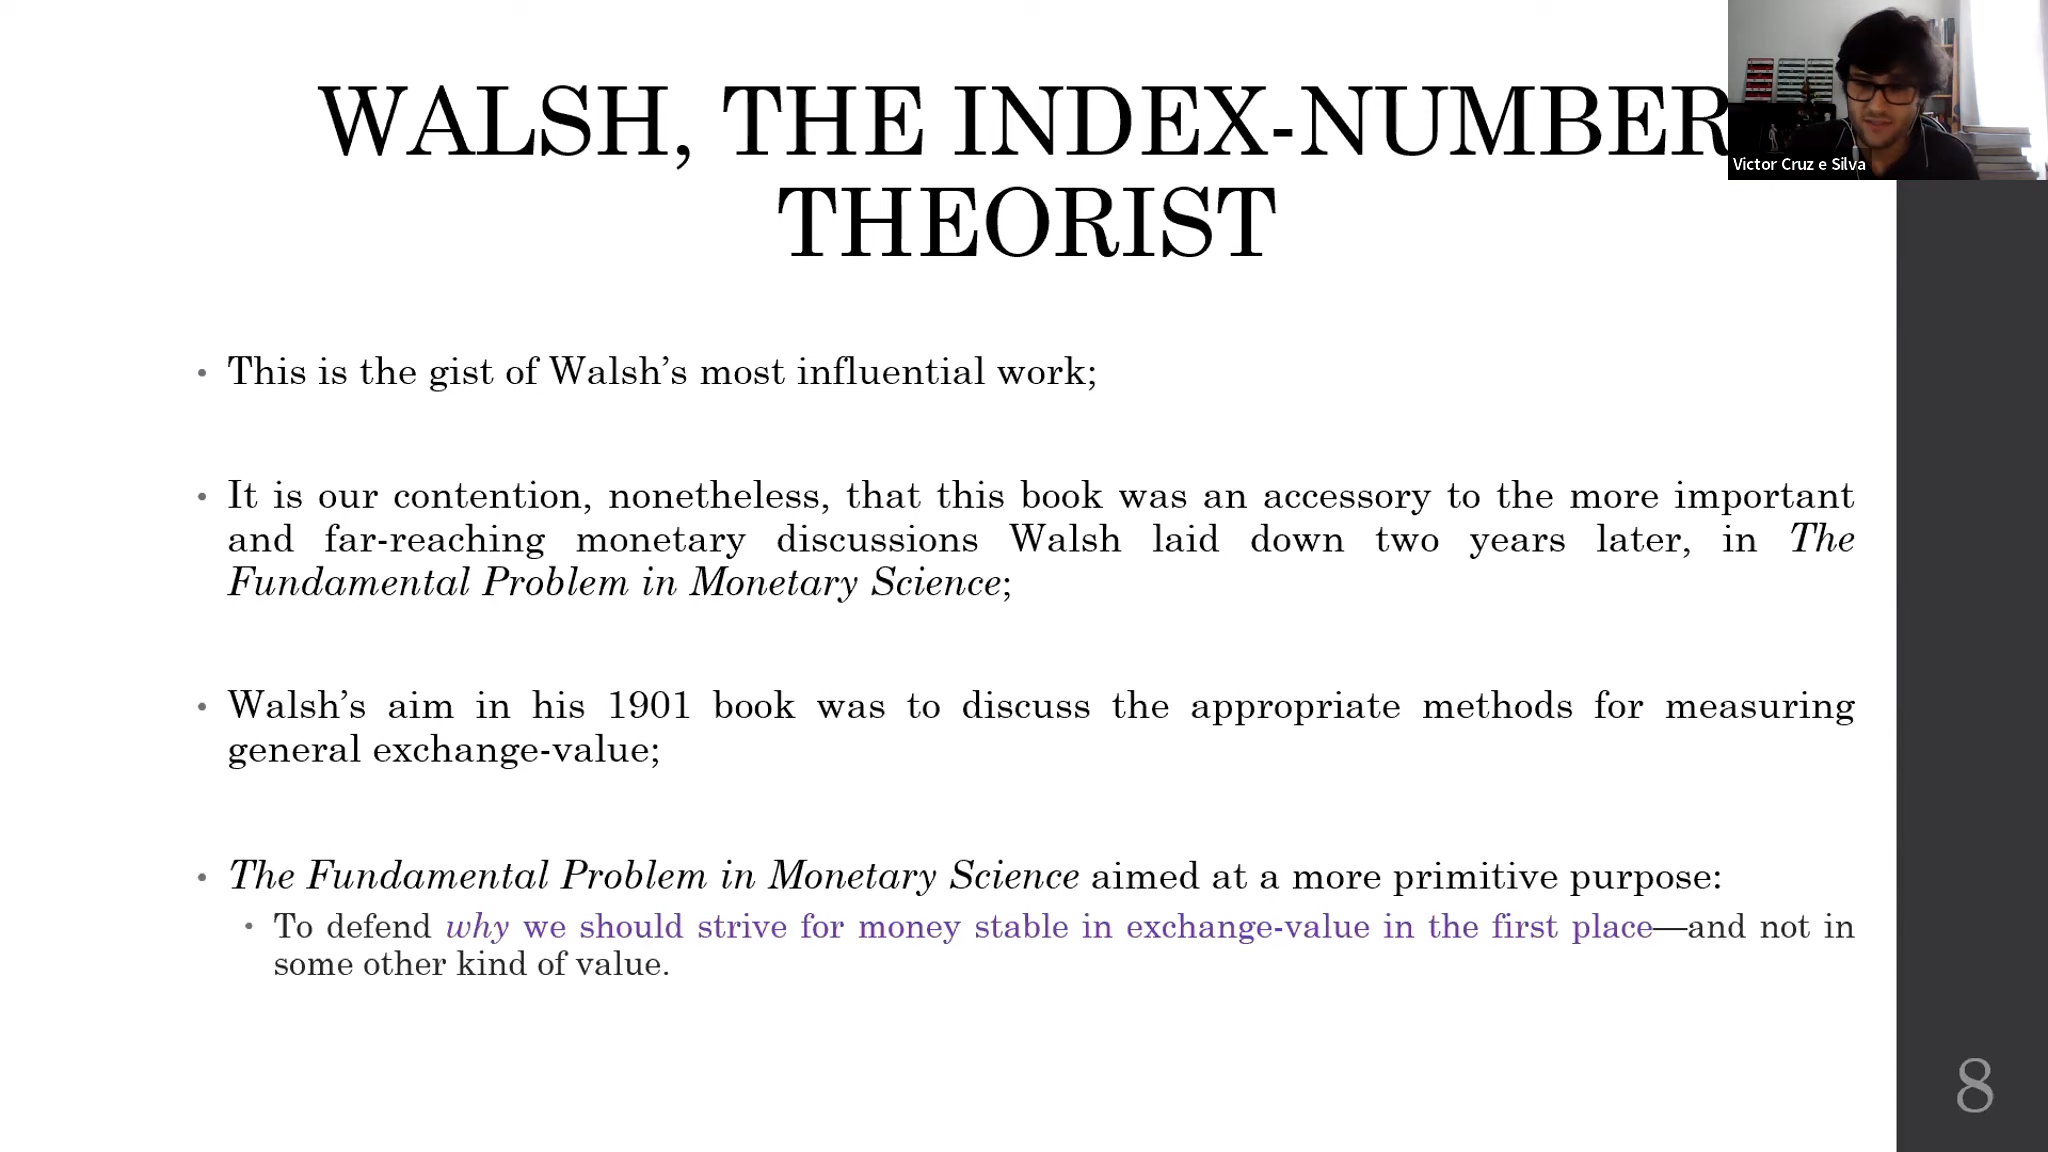 WALSH, THE INDEX-NUMBER
THEORIST
Victor Cruz e Silva
• This is the gist of Walsh’s most influential work;
• It is our contention, nonetheless, that this book was an accessory to the more important
and far-reaching monetary discussions Walsh laid down two years later, in The
Fundamental Problem in Monetary Science;
• Walsh’s aim in his 1901 book was to discuss the appropriate methods for measuring
general exchange-value;
• The Fundamental Problem in Monetary Science aimed at a more primitive purpose:
• To defend why we should strive for money stable in exchange-value in the first place—and not in
some other kind of value.
8